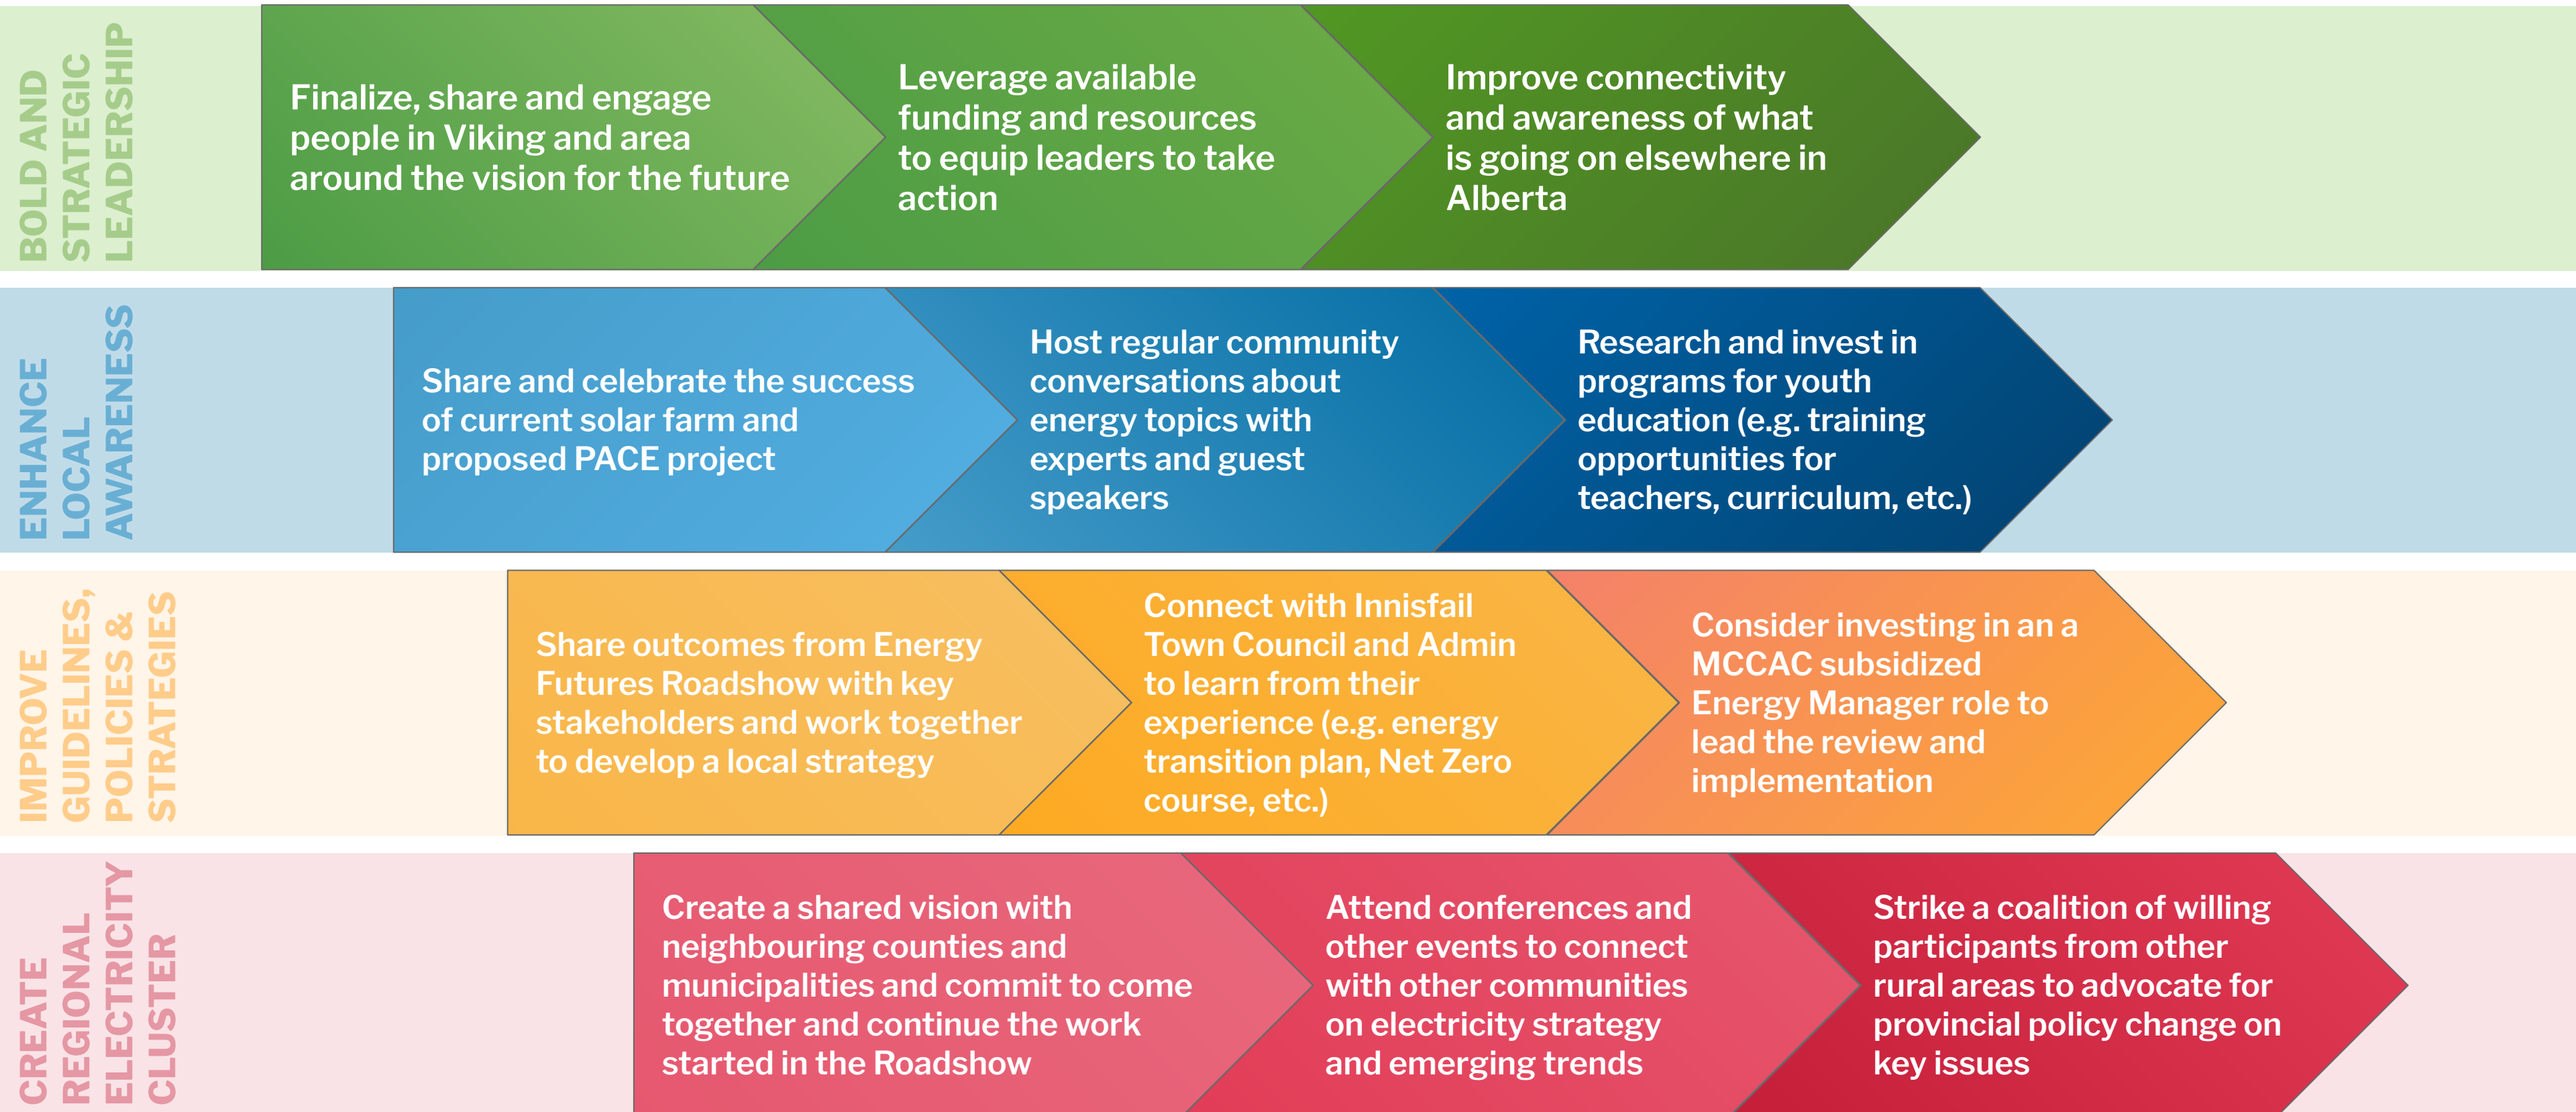 BOLD AND
STRATEGIC
LEADERSHIP
Finalize, share and engage
people in Viking and area
around the vision for the future
Leverage available
funding and resources
to equip leaders to take
action
Improve connectivity
and awareness of what
is going on elsewhere in
Alberta
ENHANCE
LOCAL
AWARENESS
Share and celebrate the success
of current solar farm and
proposed PACE project
Host regular community
conversations about
energy topics with
experts and guest
speakers
Research and invest in
programs for youth
education (e.g. training
opportunities for
teachers, curriculum, etc.)
IMPROVE
GUIDELINES,
POLICIES &
STRATEGIES
Share outcomes from Energy
Futures Roadshow with key
stakeholders and work together
to develop a local strategy
Connect with Innisfail
Town Council and Admin
to learn from their
experience (e.g. energy
transition plan, Net Zero
course, etc.)
Consider investing in an a
MCCAC subsidized
Energy Manager role to
lead the review and
implementation
CREATE
REGIONAL
ELECTRICITY
CLUSTER
Create a shared vision with
neighbouring counties and
municipalities and commit to come
together and continue the work
started in the Roadshow
Attend conferences and
other events to connect
with other communities
on electricity strategy
and emerging trends
Strike a coalition of willing
participants from other
rural areas to advocate for
provincial policy change on
key issues